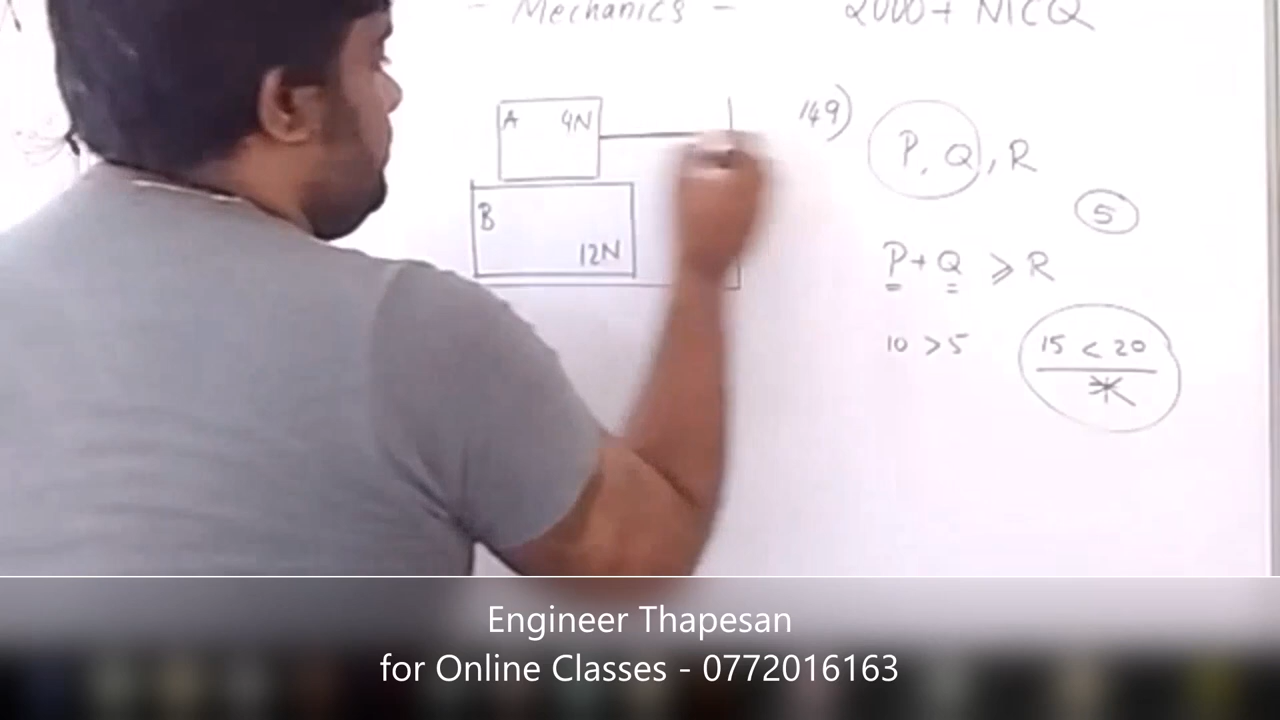 - Mechanics -
2000+ MCQ
A 4N
B
12N
149)
P, Q, R
5
P + Q ⩾ R
10 > 5
15 < 20
Engineer Thapesan
for Online Classes - 0772016163